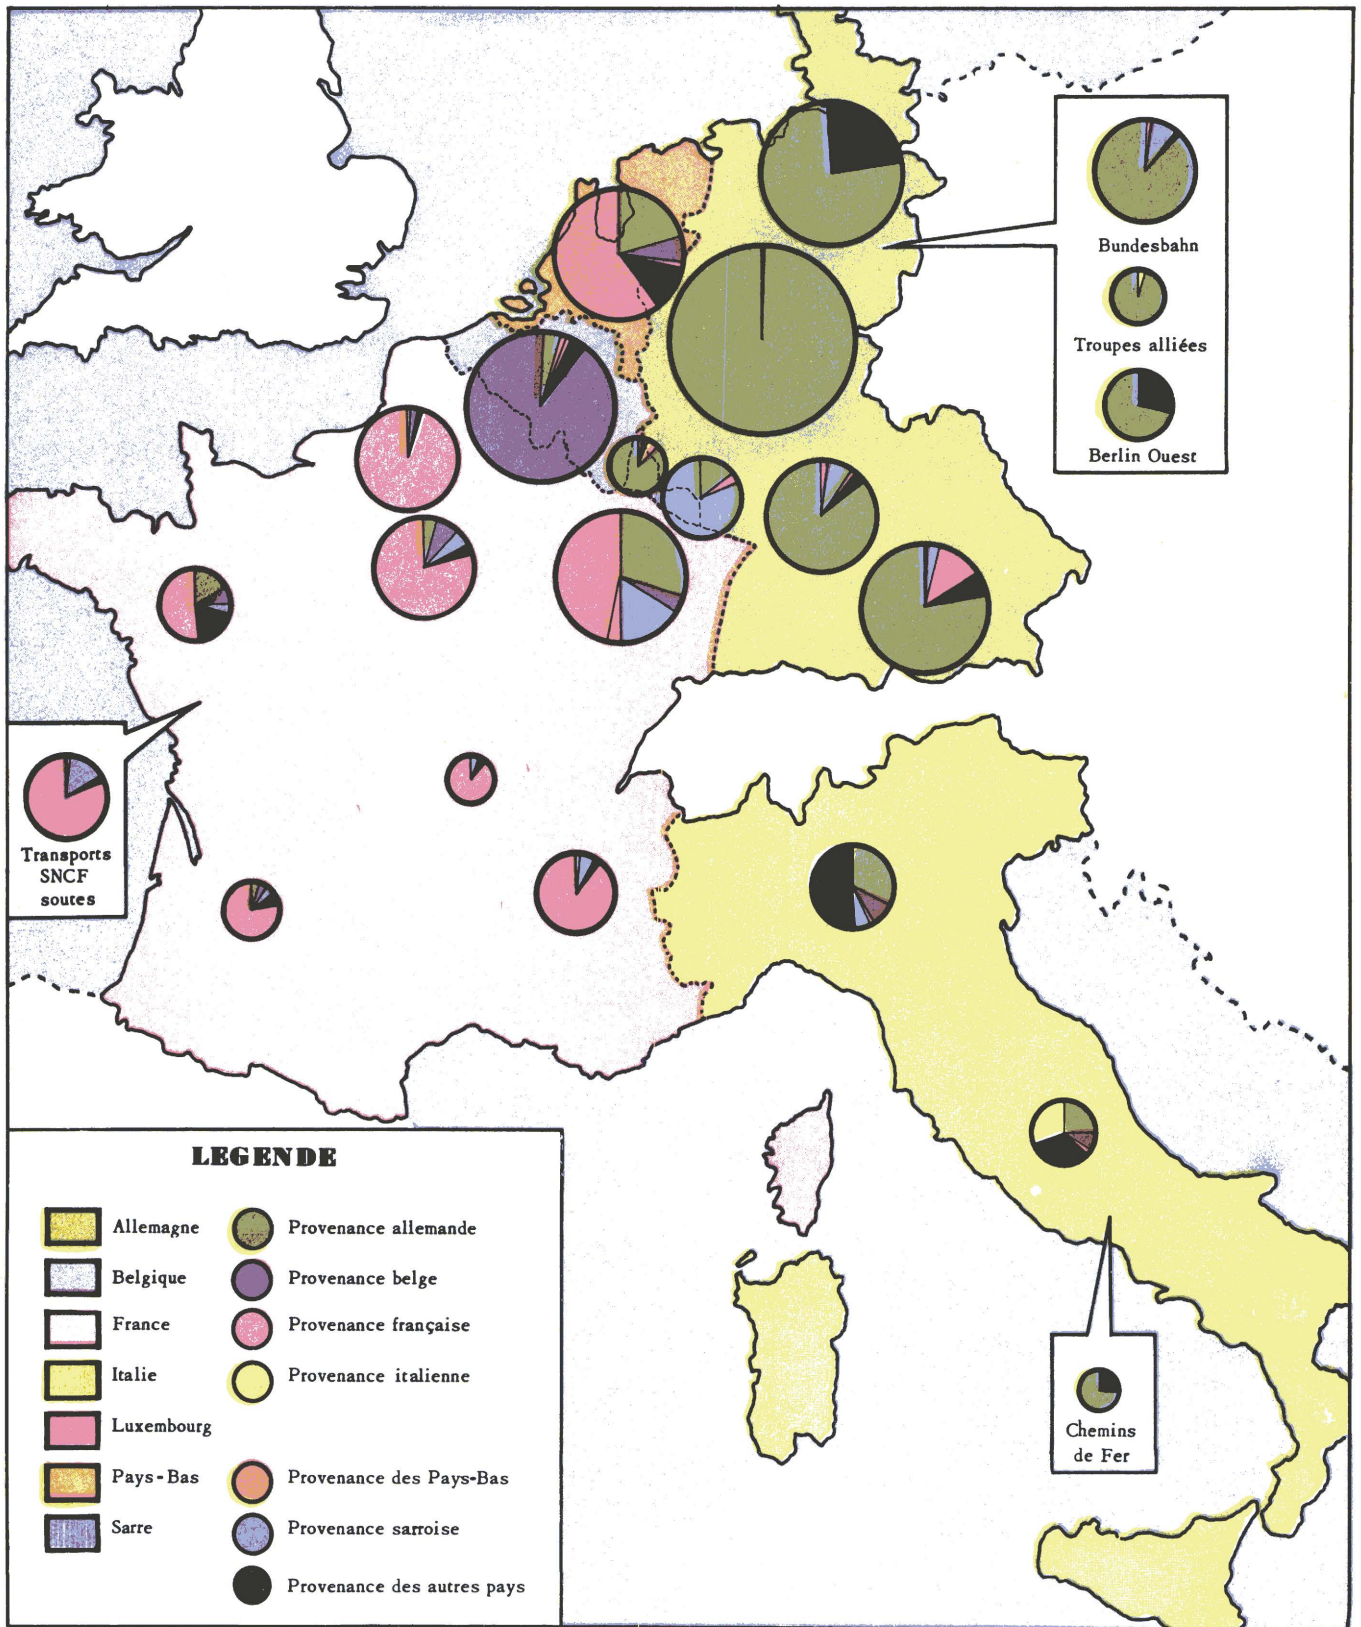 Bundesbahn
Troupes alliées
Berlin Ouest
Transports
SNCF
soutes
Chemins
de Fer
LEGENDE
Allemagne
Provenance allemande
Belgique
Provenance belge
France
Provenance française
Italie
Provenance italienne
Luxembourg
Pays-Bas
Provenance des Pays-Bas
Sarre
Provenance sarroise
Provenance des autres pays